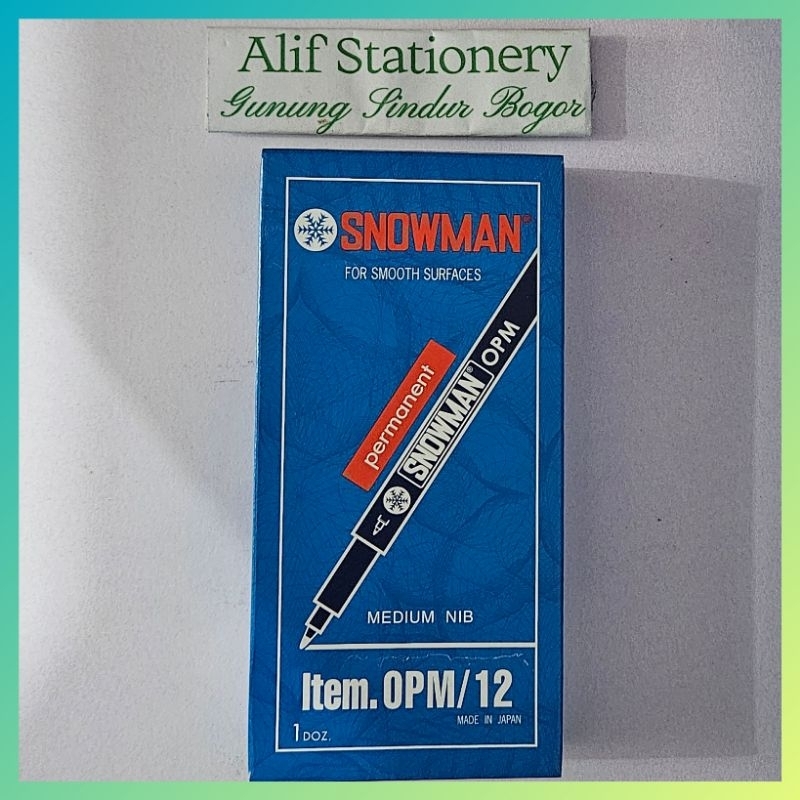 Alif Stationery
Gunung Sindur Bogor
SNOWMAN®
FOR SMOOTH SURFACES
permanent
SNOWMAN® OPM
MEDIUM NIB
Item. OPM/12
MADE IN JAPAN
1 DOZ.